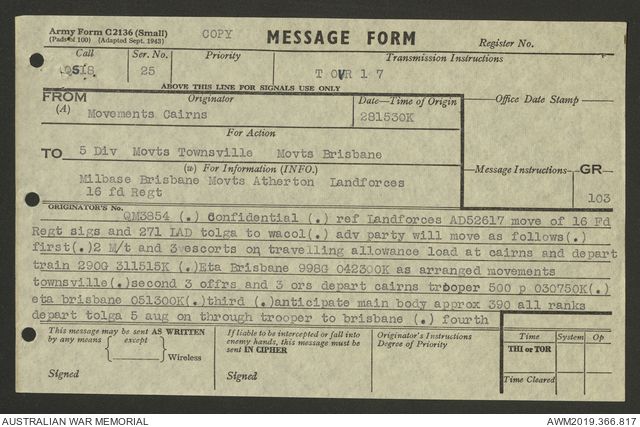 Army Form C2136 (Small)
(Pads of 100) (Adapted Sept. 1943)
COPY
MESSAGE FORM
Register No.
Call
Ser. No.
Priority
Transmission Instructions
25
T O V R 1 7
ABOVE THIS LINE FOR SIGNALS USE ONLY
FROM
(A)
Originator
Date—Time of Origin
Office Date Stamp
Movements Cairns
281530K
For Action
TO
5 Div Movts Townsville Movts Brisbane
(w) For Information (INFO.)
Message Instructions
GR
Milbase Brisbane Movts Atherton Landforces
16 fd Regt
103
ORIGINATOR'S No.
QM3854 (.) Confidential (.) ref Landforces AD52617 move of 16 Fd
Regt sigs and 271 LAD tolga to wacol(.) adv party will move as follows(.)
first(.)2 M/t and 3 escorts on travelling allowance load at cairns and depart
train 290G 311515K (.)Eta Brisbane 998G 042300K as arranged movements
townsville(.)second 3 offrs and 3 ors depart cairns trooper 500 p 030750K(.)
eta brisbane 051300K(.)third (.)anticipate main body approx 390 all ranks
depart tolga 5 aug on through trooper to brisbane (.) fourth
This message may be sent AS WRITTEN
by any means (except
Wireless
Signed
If liable to be intercepted or fall into
enemy hands, this message must be
sent IN CIPHER
Signed
Originator's Instructions
Degree of Priority
Time
System
Op
THI or TOR
Time Cleared
AUSTRALIAN WAR MEMORIAL
AWM2019.366.817